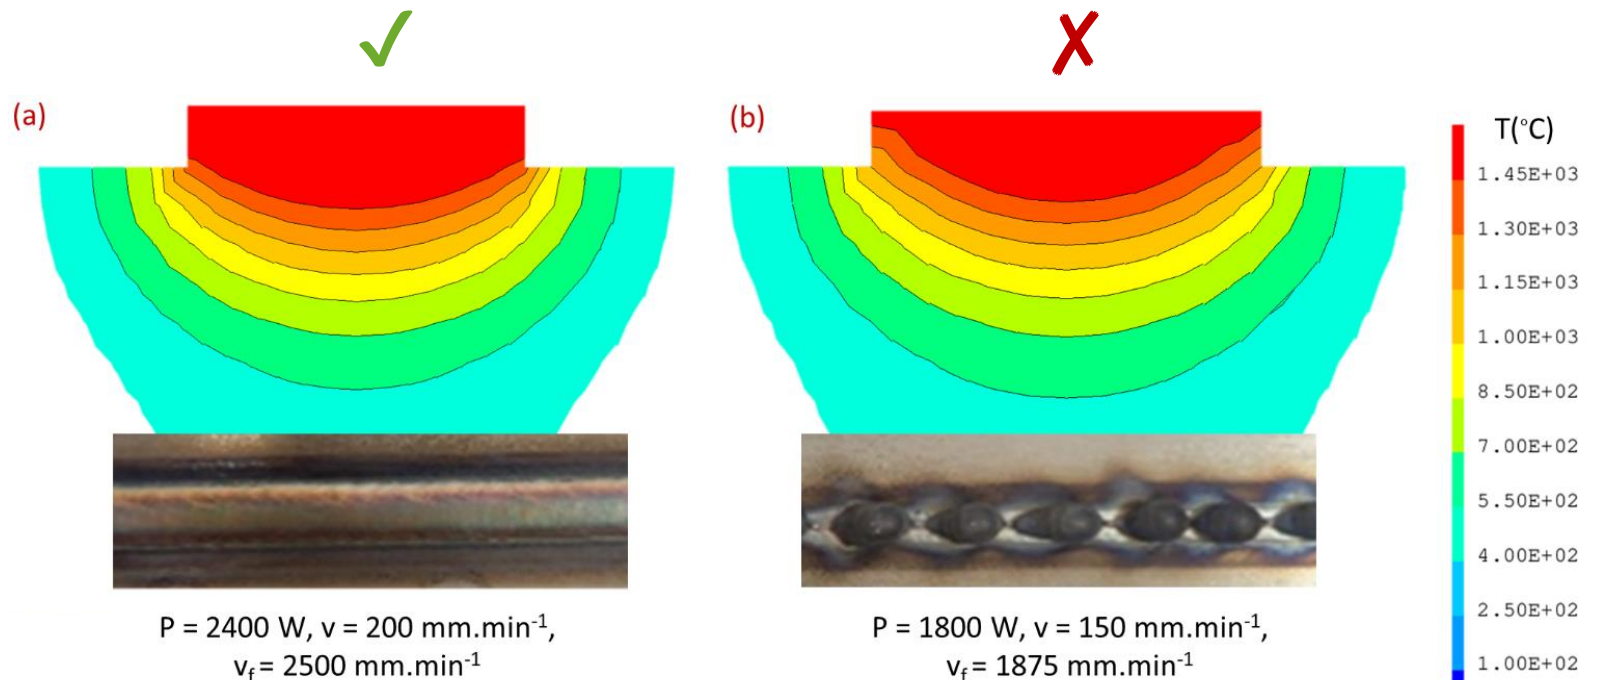 ✓
✗
(a)
(b)
T(°C)
1.45E+03
1.30E+03
1.15E+03
1.00E+03
8.50E+02
7.00E+02
5.50E+02
4.00E+02
2.50E+02
1.00E+02
P = 2400 W, v = 200 mm.min⁻¹,
v_f = 2500 mm.min⁻¹
P = 1800 W, v = 150 mm.min⁻¹,
v_f = 1875 mm.min⁻¹